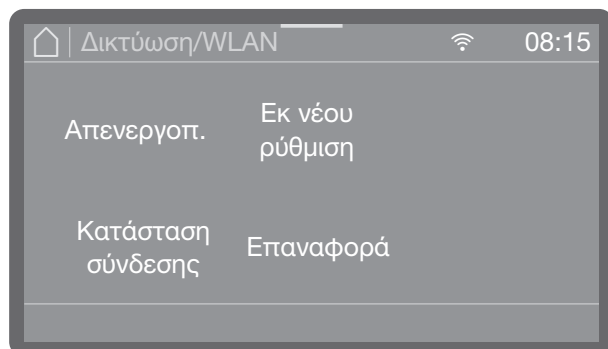 Δικτύωση/WLAN 08:15
Απενεργοπ.
Εκ νέου
ρύθμιση
Κατάσταση
σύνδεσης
Επαναφορά